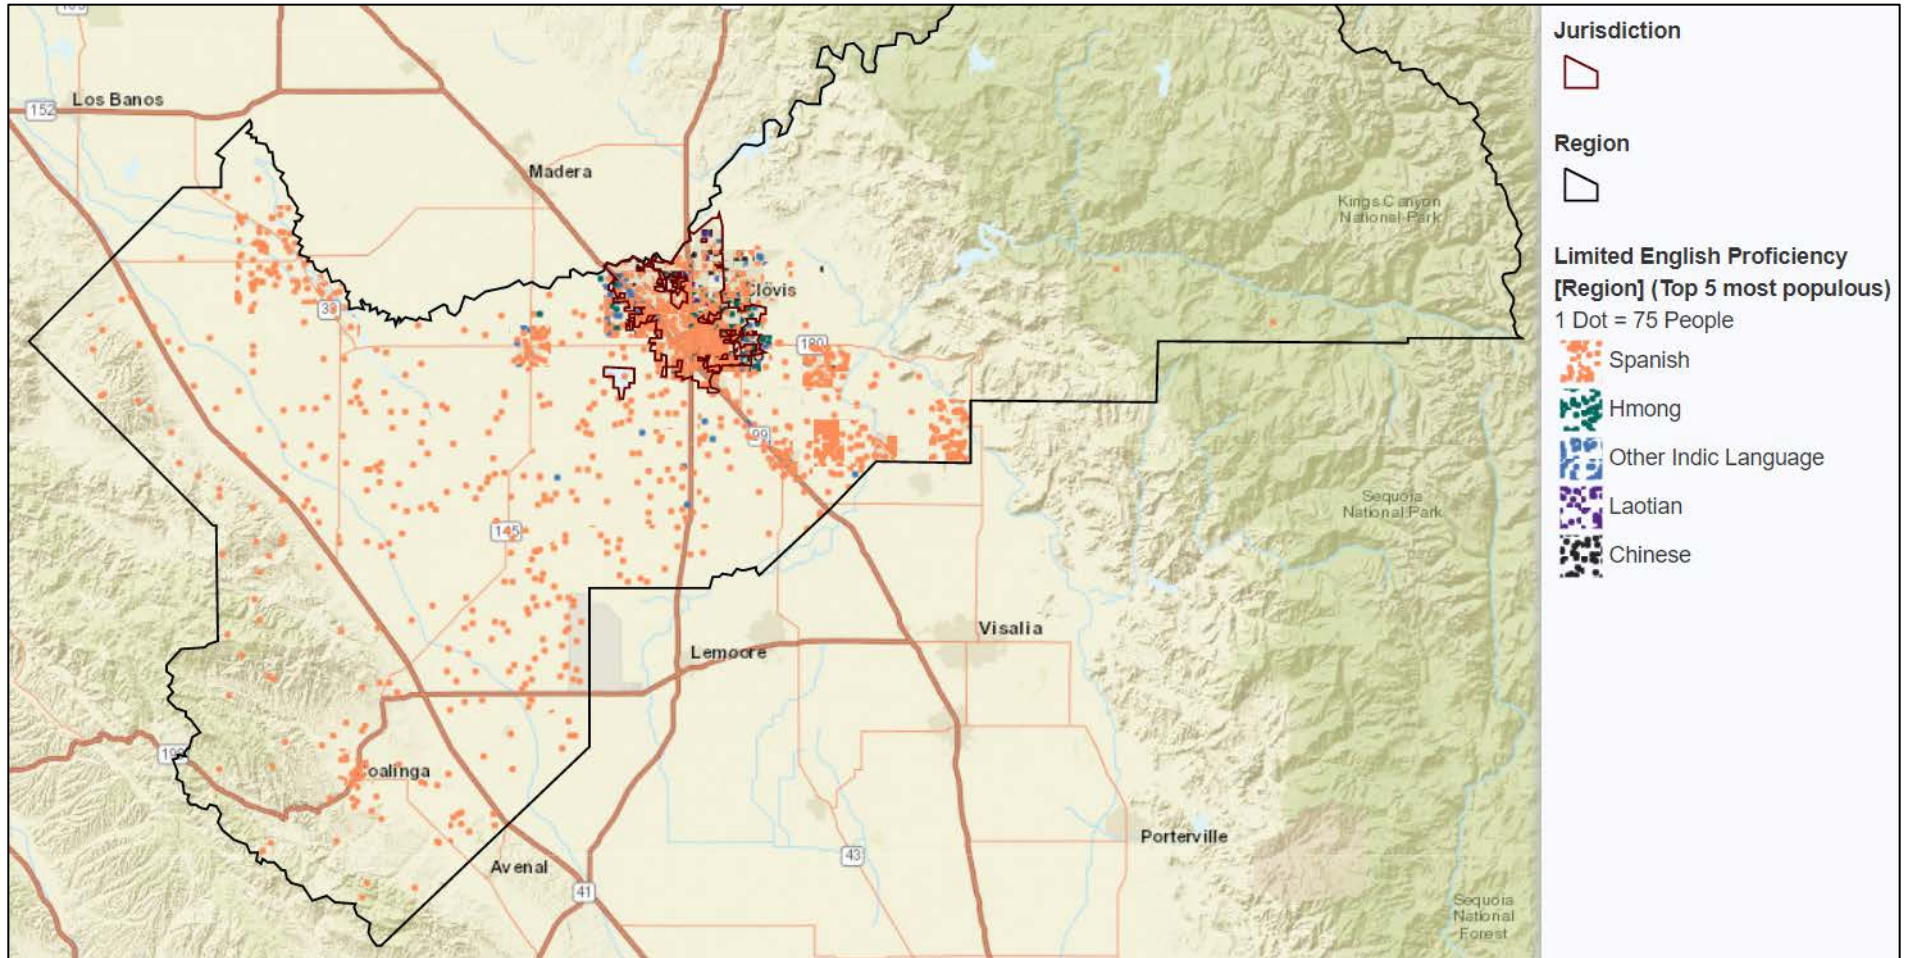 152
Los Banos
Madera
Kings Canyon
National Park
Clovis
33
180
99
Sequoia
National Park
145
Visalia
Lemoore
198
oalinga
Porterville
43
Avenal
41
Sequoia
National
Forest
Jurisdiction
Region
Limited English Proficiency
[Region] (Top 5 most populous)
1 Dot = 75 People
Spanish
Hmong
Other Indic Language
Laotian
Chinese